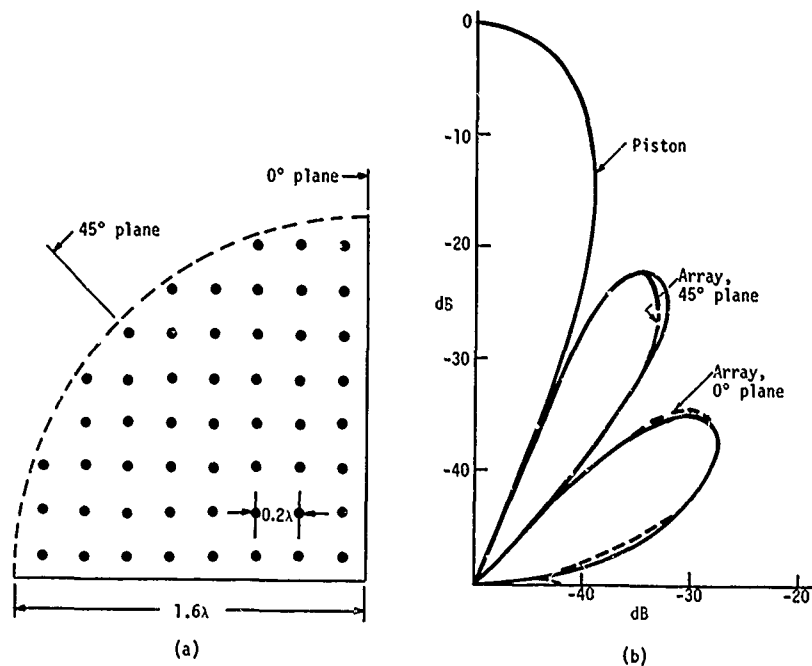 0° plane
45° plane
0.2λ
1.6λ
(a)
0
-10
-20
-30
-40
dB
Piston
Array,
45° plane
Array,
0° plane
-40
-30
-20
dB
(b)